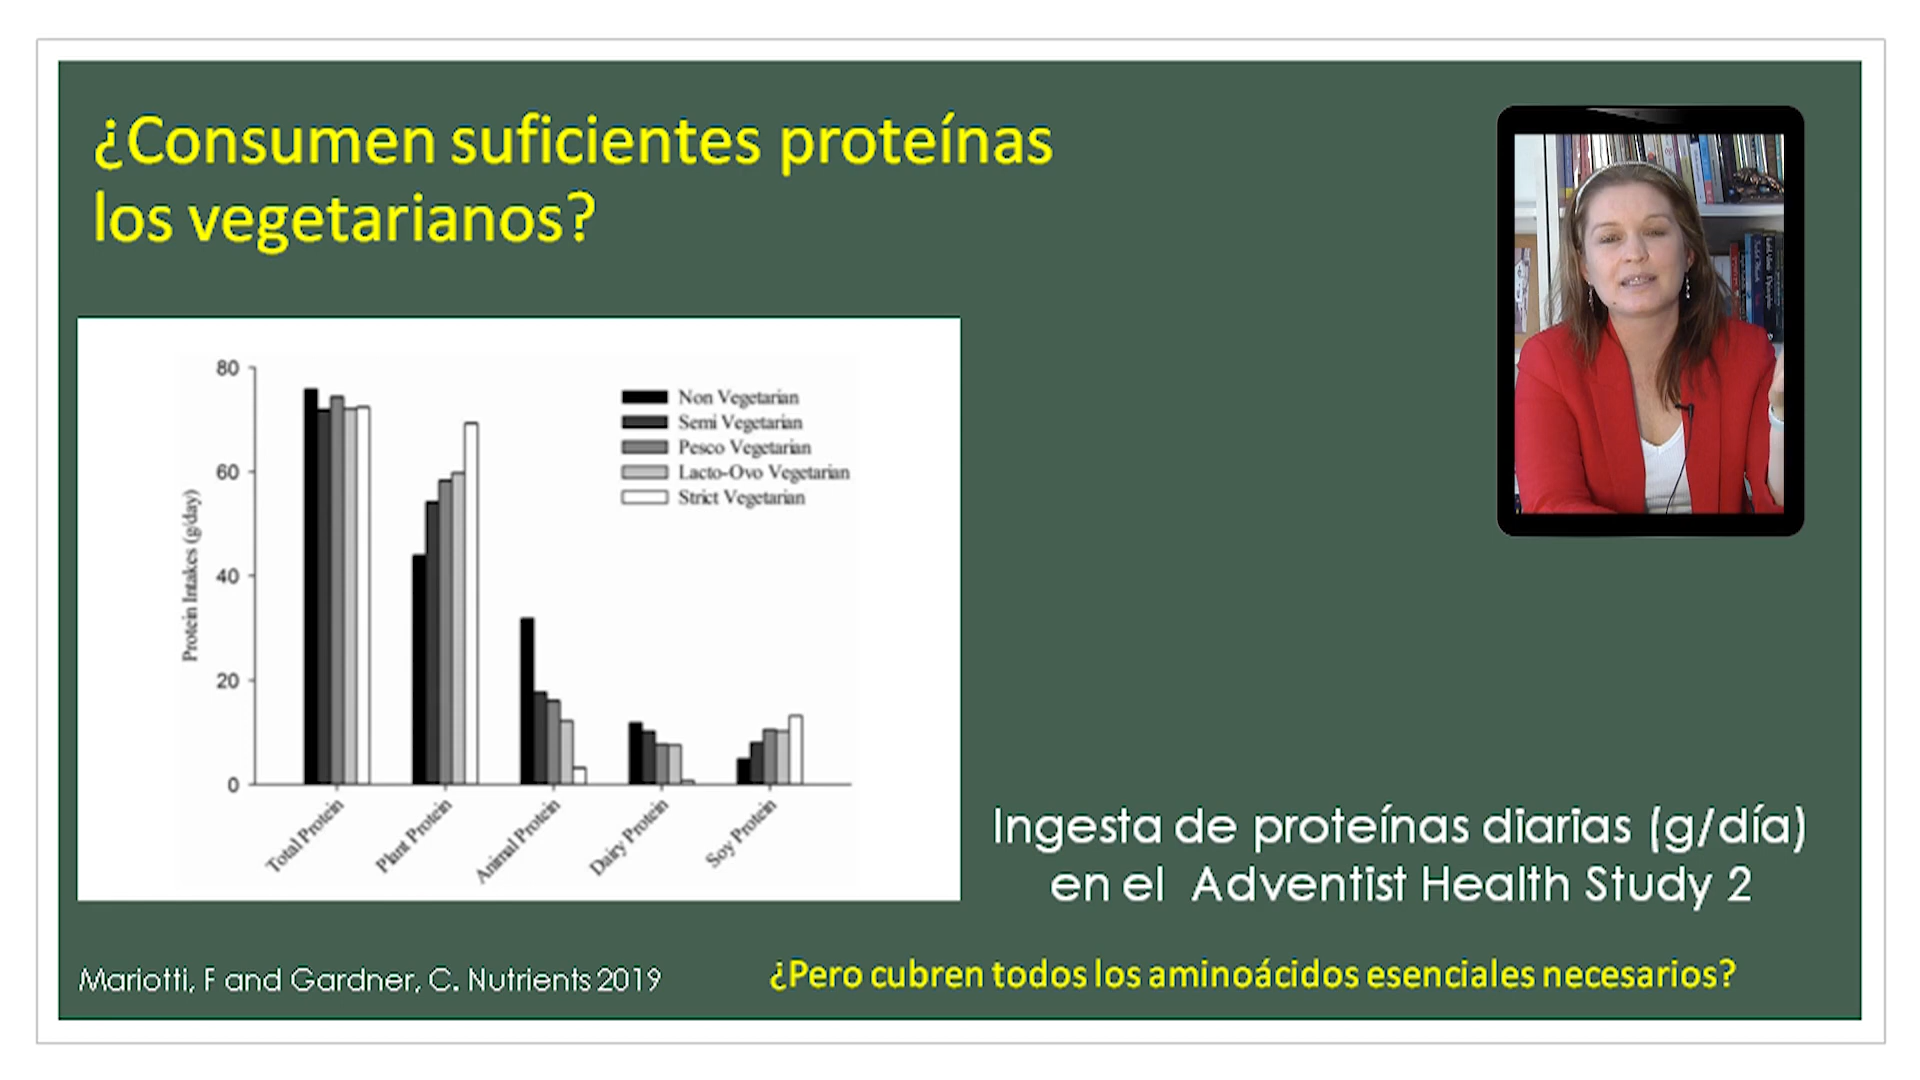 ¿Consumen suficientes proteínas
los vegetarianos?
80
60
40
20
0
Protein Intakes (g/day)
Non Vegetarian
Semi Vegetarian
Pesco Vegetarian
Lacto-Ovo Vegetarian
Strict Vegetarian
Total Protein
Plant Protein
Animal Protein
Dairy Protein
Soy Protein
Ingesta de proteínas diarias (g/día)
en el Adventist Health Study 2
Mariotti, F and Gardner, C. Nutrients 2019
¿Pero cubren todos los aminoácidos esenciales necesarios?